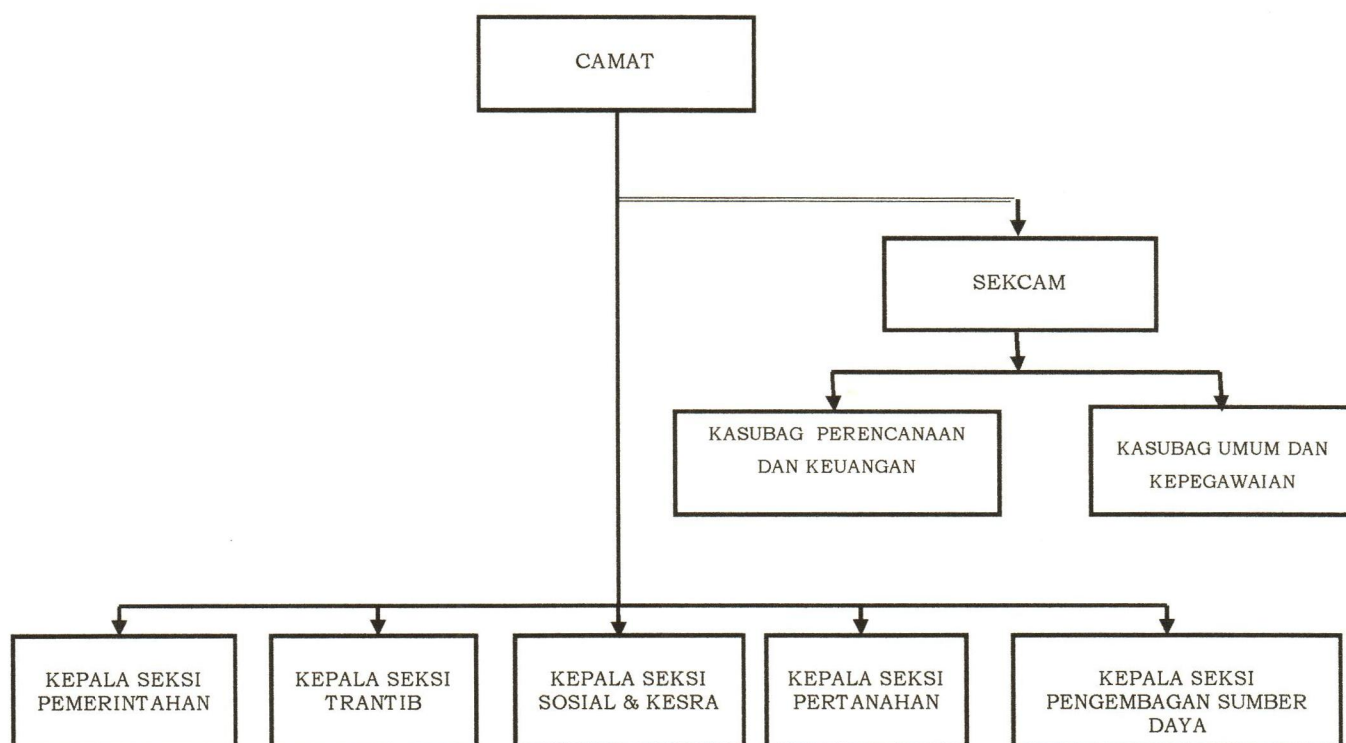 CAMAT
SEKCAM
KASUBAG PERENCANAAN
DAN KEUANGAN
KASUBAG UMUM DAN
KEPEGAWAIAN
KEPALA SEKSI
PEMERINTAHAN
KEPALA SEKSI
TRANTIB
KEPALA SEKSI
SOSIAL & KESRA
KEPALA SEKSI
PERTANAHAN
KEPALA SEKSI
PENGEMBAGAN SUMBER
DAYA